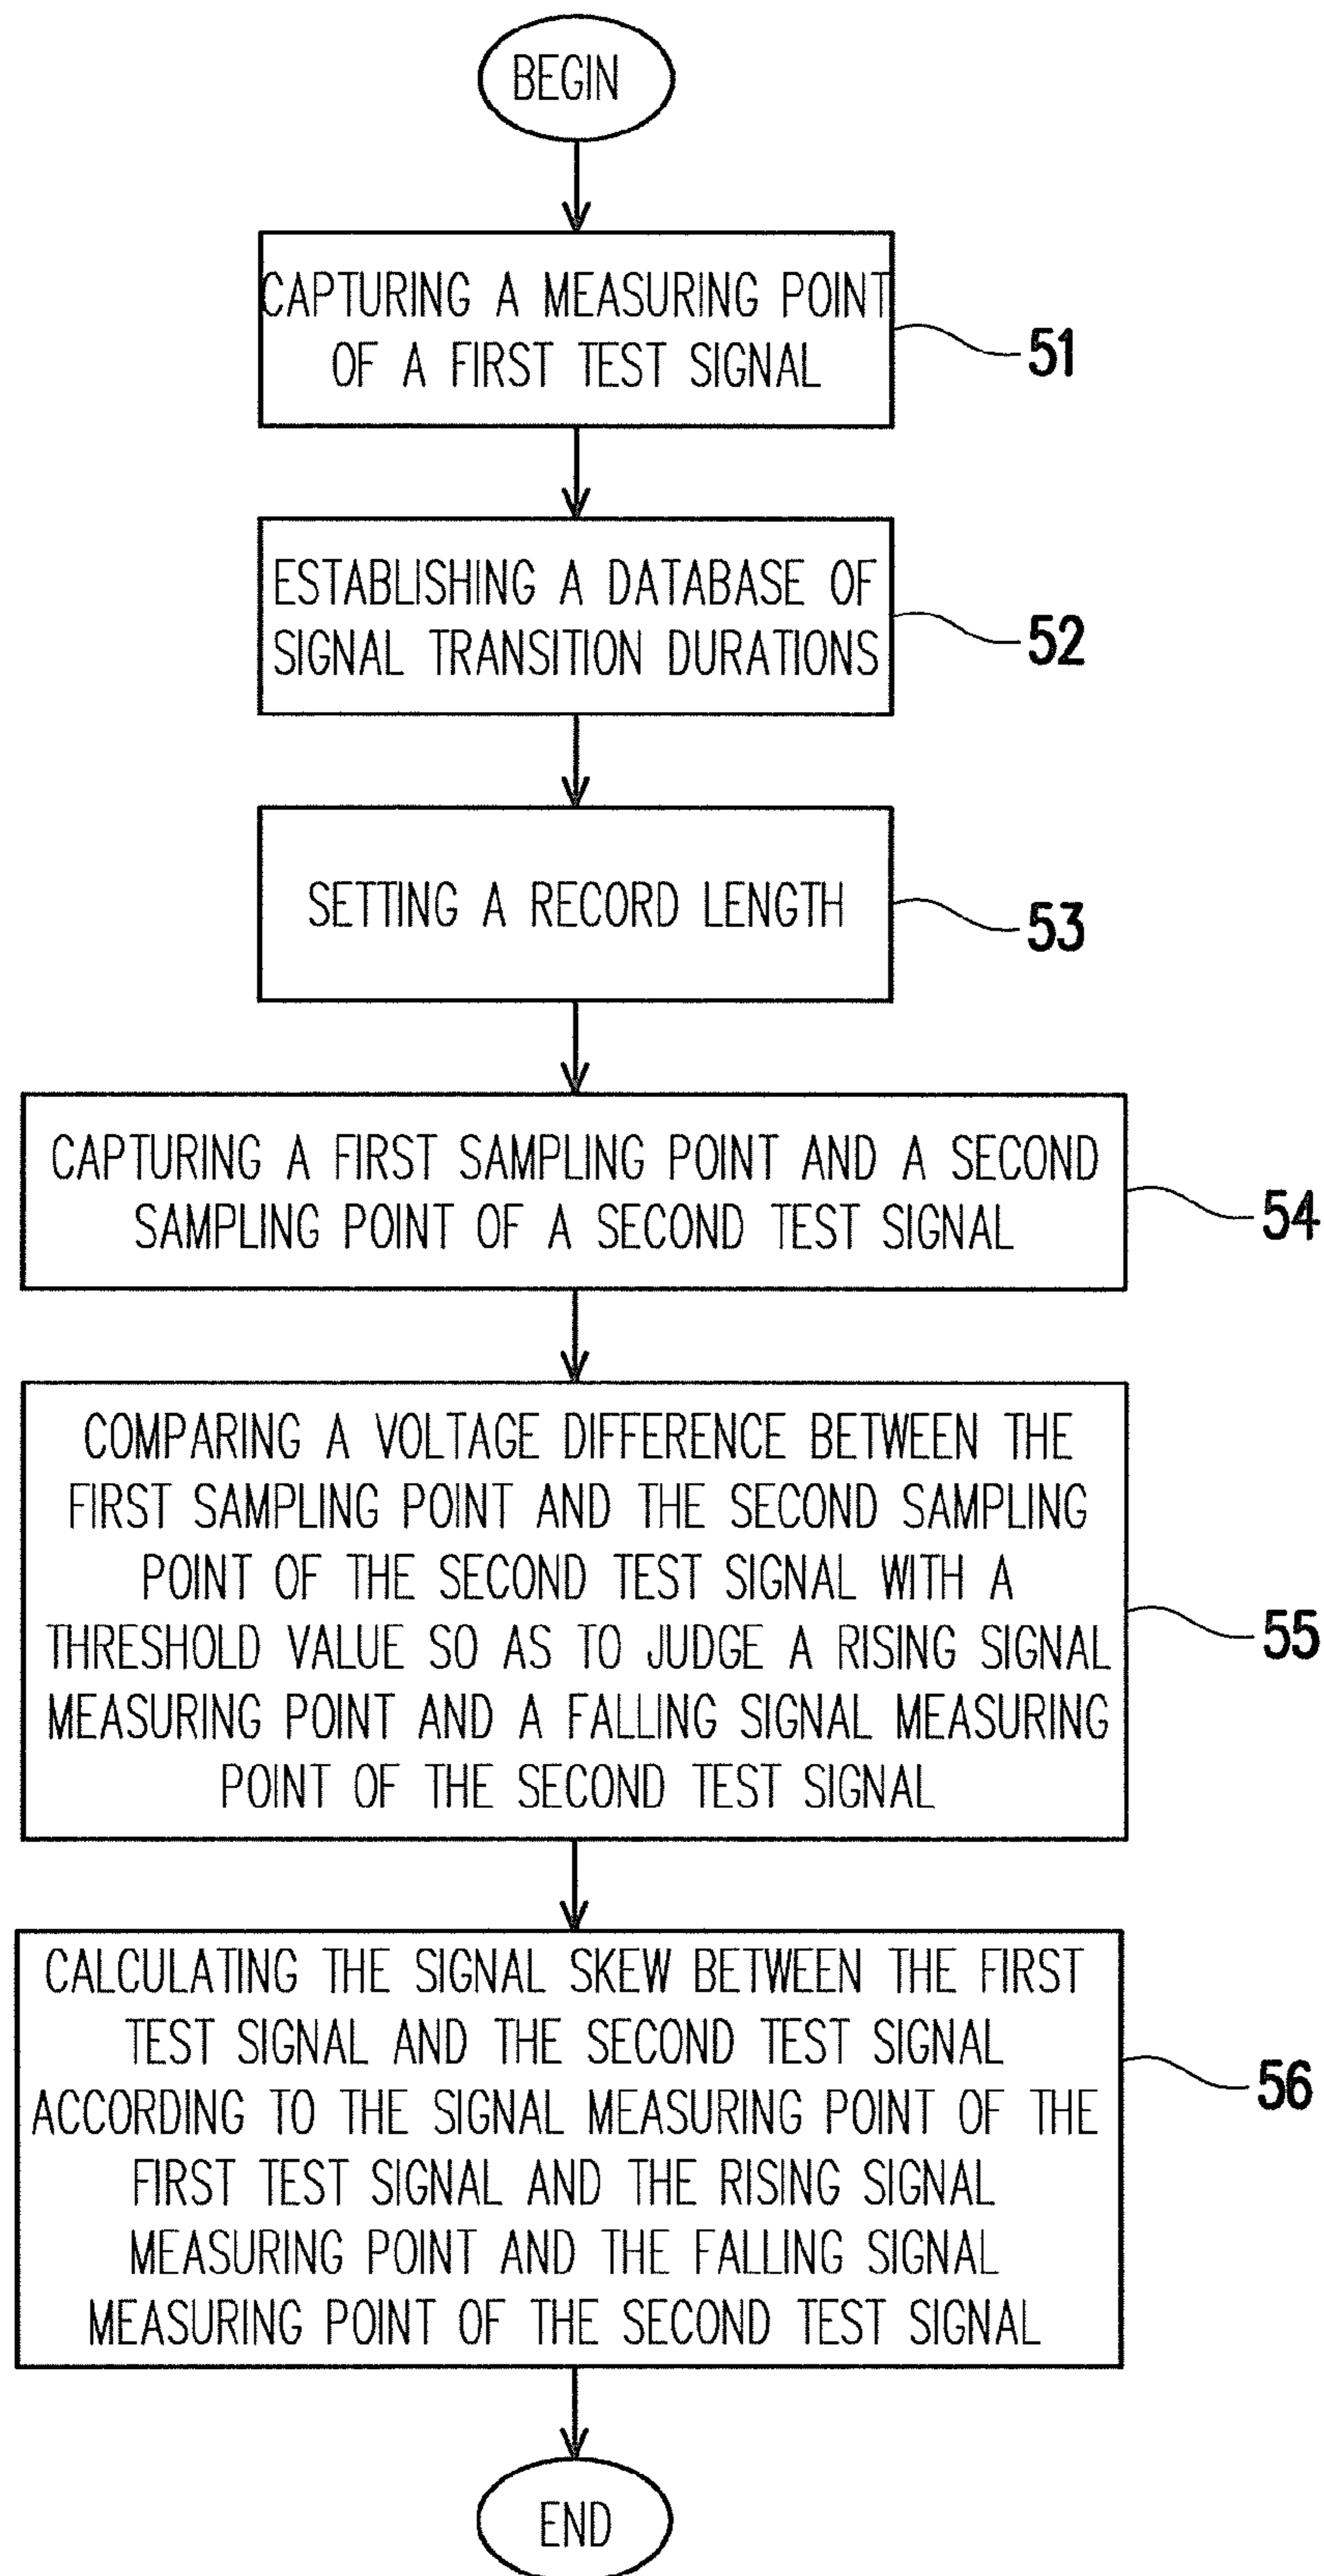 BEGIN
CAPTURING A MEASURING POINT
OF A FIRST TEST SIGNAL
51
ESTABLISHING A DATABASE OF
SIGNAL TRANSITION DURATIONS
52
SETTING A RECORD LENGTH
53
CAPTURING A FIRST SAMPLING POINT AND A SECOND
SAMPLING POINT OF A SECOND TEST SIGNAL
54
COMPARING A VOLTAGE DIFFERENCE BETWEEN THE
FIRST SAMPLING POINT AND THE SECOND SAMPLING
POINT OF THE SECOND TEST SIGNAL WITH A
THRESHOLD VALUE SO AS TO JUDGE A RISING SIGNAL
MEASURING POINT AND A FALLING SIGNAL MEASURING
POINT OF THE SECOND TEST SIGNAL
55
CALCULATING THE SIGNAL SKEW BETWEEN THE FIRST
TEST SIGNAL AND THE SECOND TEST SIGNAL
ACCORDING TO THE SIGNAL MEASURING POINT OF THE
FIRST TEST SIGNAL AND THE RISING SIGNAL
MEASURING POINT AND THE FALLING SIGNAL
MEASURING POINT OF THE SECOND TEST SIGNAL
56
END